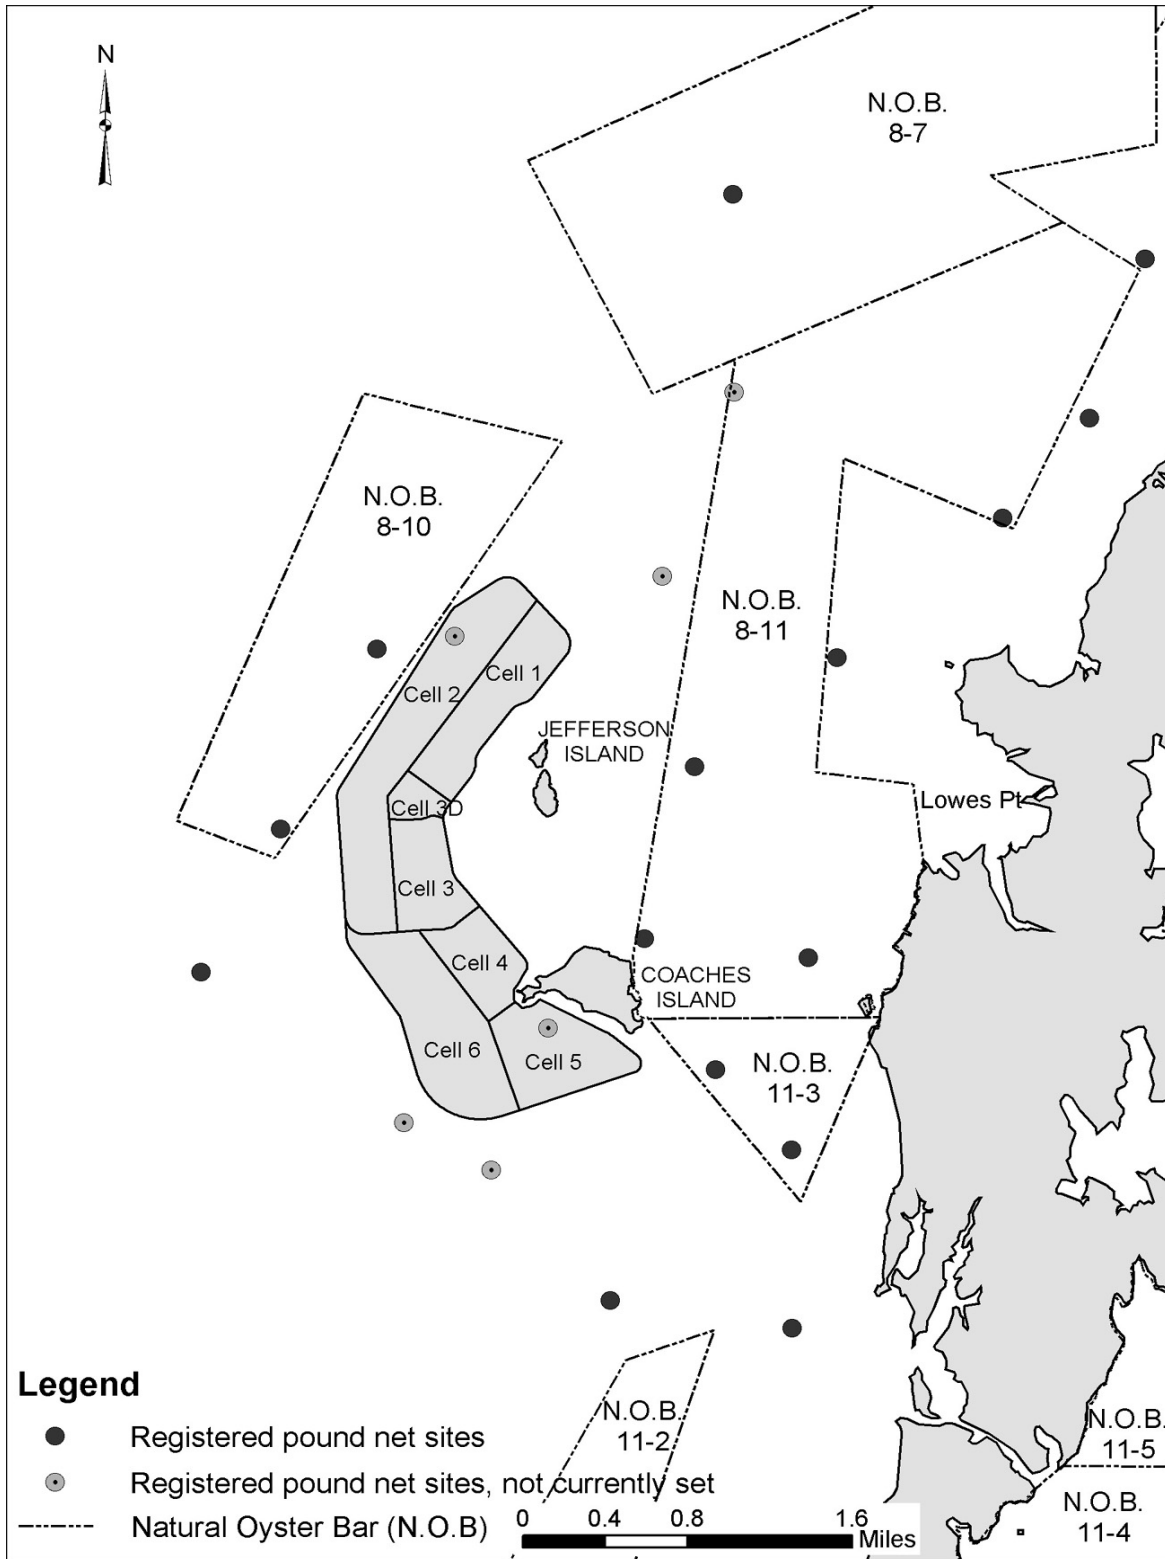 N
N.O.B.
8-7
N.O.B.
8-10
N.O.B.
8-11
Cell 1
Cell 2
JEFFERSON
ISLAND
Cell 3D
Lowes Pt
Cell 3
Cell 4
COACHES
ISLAND
Cell 6
Cell 5
N.O.B.
11-3
Legend
Registered pound net sites
Registered pound net sites, not currently set
Natural Oyster Bar (N.O.B)
N.O.B.
11-2
N.O.B.
11-5
N.O.B.
11-4
0 0.4 0.8 1.6
Miles